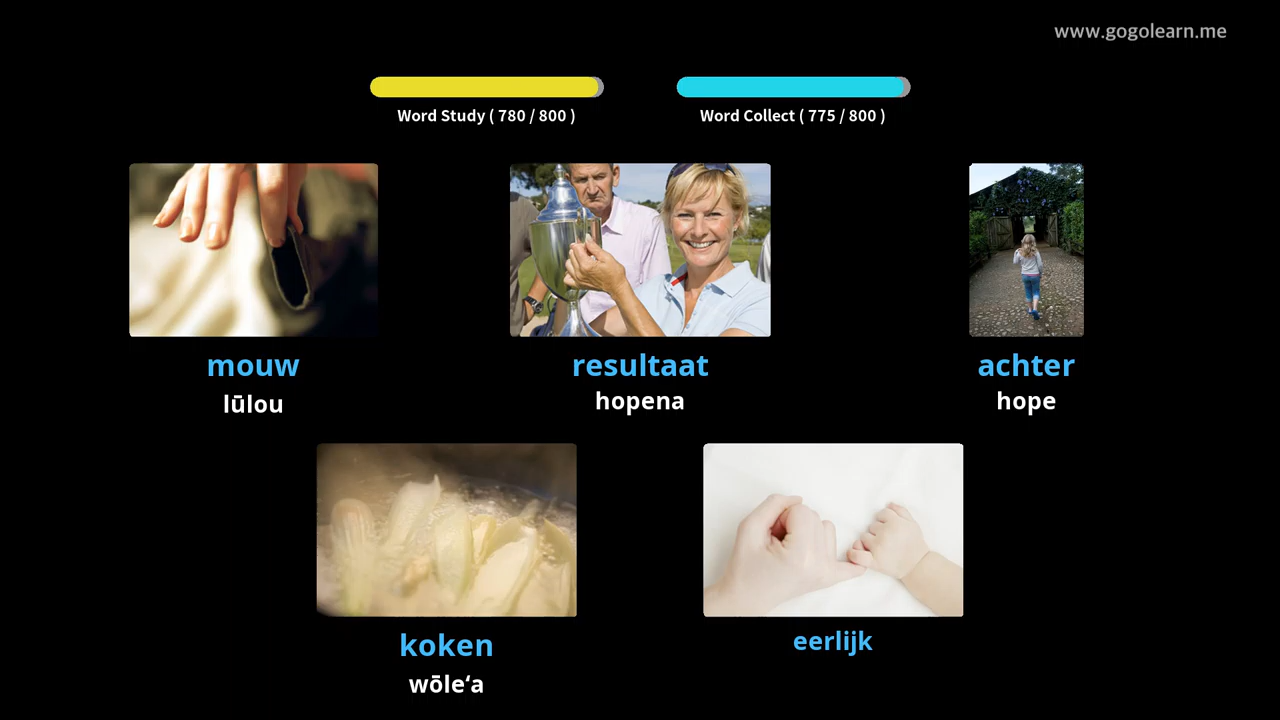 www.gogolearn.me
Word Study ( 780 / 800 )
Word Collect ( 775 / 800 )
mouw
lūlou
resultaat
hopena
achter
hope
koken
wōleʻa
eerlijk